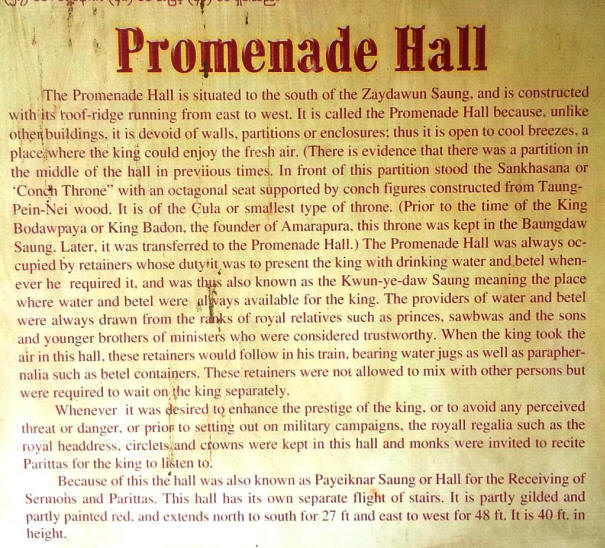 Promenade Hall
The Promenade Hall is situated to the south of the Zaydawun Saung, and is constructed
with its roof-ridge running from east to west. It is called the Promenade Hall because, unlike
other buildings, it is devoid of walls, partitions or enclosures; thus it is open to cool breezes, a
place where the king could enjoy the fresh air. (There is evidence that there was a partition in
the middle of the hall in previious times. In front of this partition stood the Sankhasana or
‘Conch Throne” with an octagonal seat supported by conch figures constructed from Taung-
Pein-Nei wood. It is of the Cula or smallest type of throne. (Prior to the time of the King
Bodawpaya or King Badon, the founder of Amarapura, this throne was kept in the Baungdaw
Saung. Later, it was transferred to the Promenade Hall.) The Promenade Hall was always oc-
cupied by retainers whose duty it was to present the king with drinking water and betel when-
ever he required it, and was thus also known as the Kwun-ye-daw Saung meaning the place
where water and betel were always available for the king. The providers of water and betel
were always drawn from the ranks of royal relatives such as princes, sawbwas and the sons
and younger brothers of ministers who were considered trustworthy. When the king took the
air in this hall, these retainers would follow in his train, bearing water jugs as well as parapher-
nalia such as betel containers. These retainers were not allowed to mix with other persons but
were required to wait on the king separately.
Whenever it was desired to enhance the prestige of the king, or to avoid any perceived
threat or danger, or prior to setting out on military campaigns, the royall regalia such as the
royal headdress, circlets and crowns were kept in this hall and monks were invited to recite
Parittas for the king to listen to.
Because of this the hall was also known as Payeiknar Saung or Hall for the Receiving of
Sermons and Parittas. This hall has its own separate flight of stairs. It is partly gilded and
partly painted red, and extends north to south for 27 ft and east to west for 48 ft. It is 40 ft. in
height.